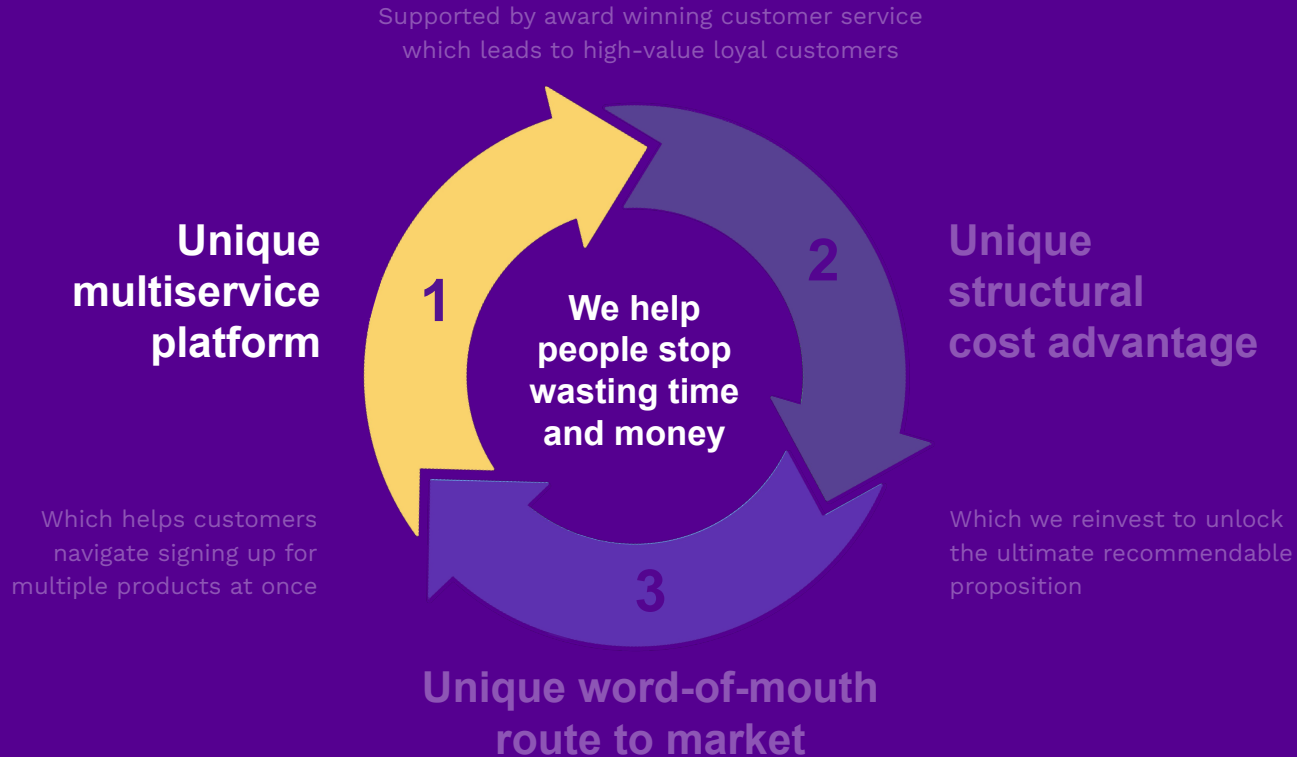 Supported by award winning customer service
which leads to high-value loyal customers
Unique
multiservice
platform
1
We help
people stop
wasting time
and money
2
Unique
structural
cost advantage
Which helps customers
navigate signing up for
multiple products at once
3
Which we reinvest to unlock
the ultimate recommendable
proposition
Unique word-of-mouth
route to market